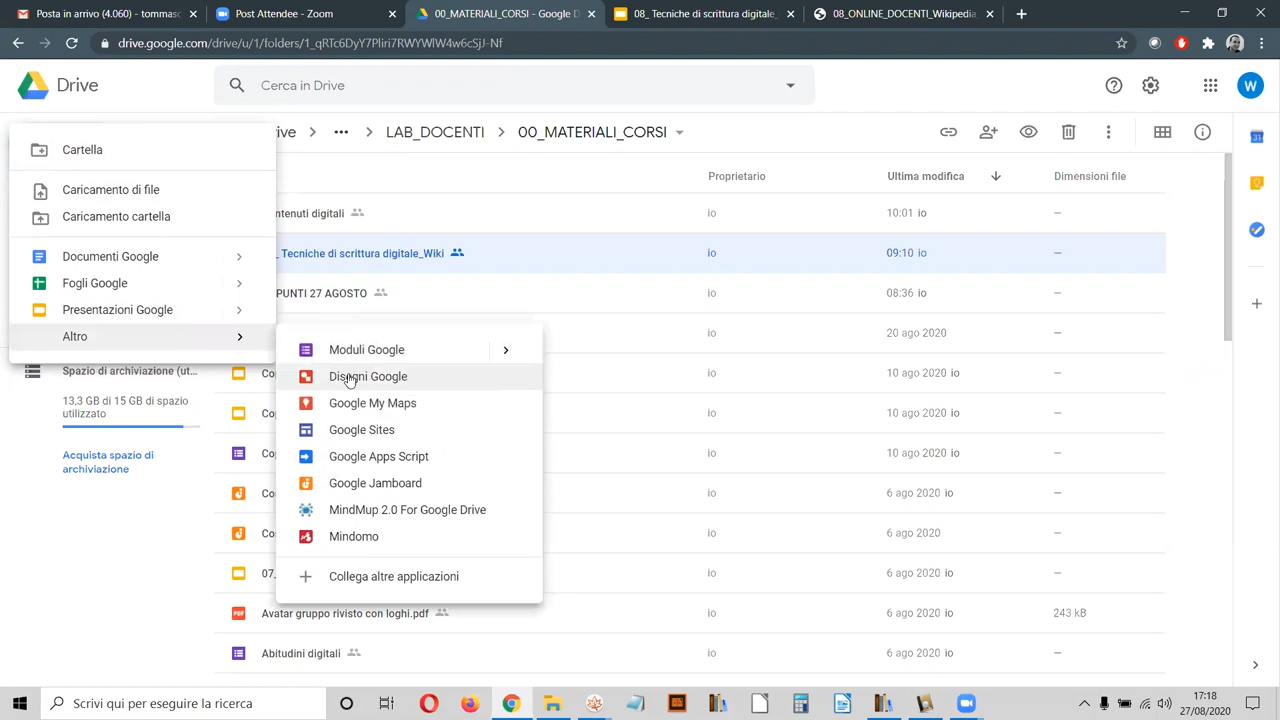 Posta in arrivo (4.060) - tommas
Post Attendee - Zoom
00_MATERIALI_CORSI - Google D
08_ Tecniche di scrittura digitale_
08_ONLINE_DOCENTI_Wikipedia_
drive.google.com/drive/u/1/folders/1_qRTc6DyY7Pliri7RWYWlW4w6cSjJ-Nf
Drive
Cerca in Drive
W
rive > ... > LAB_DOCENTI > 00_MATERIALI_CORSI
Cartella
Caricamento di file
Caricamento cartella
Documenti Google
Fogli Google
Presentazioni Google
Altro
Moduli Google
Disegni Google
Google My Maps
Google Sites
Google Apps Script
Google Jamboard
MindMup 2.0 For Google Drive
Mindomo
Collega altre applicazioni
Spazio di archiviazione (ut...
13,3 GB di 15 GB di spazio
utilizzato
Acquista spazio di
archiviazione
Proprietario Ultima modifica Dimensioni file
ntenuti digitali io 10:01 io –
_ Tecniche di scrittura digitale_Wiki io 09:10 io –
PUNTI 27 AGOSTO io 08:36 io –
io 20 ago 2020 –
Co io 10 ago 2020 io –
Co io 10 ago 2020 io –
Co io 10 ago 2020 io –
Co io 6 ago 2020 io –
Co io 6 ago 2020 –
07_ io 6 ago 2020 io –
Avatar gruppo rivisto con loghi.pdf io 6 ago 2020 io 243 kB
Abitudini digitali io 6 ago 2020 io –
Scrivi qui per eseguire la ricerca
17:18
27/08/2020